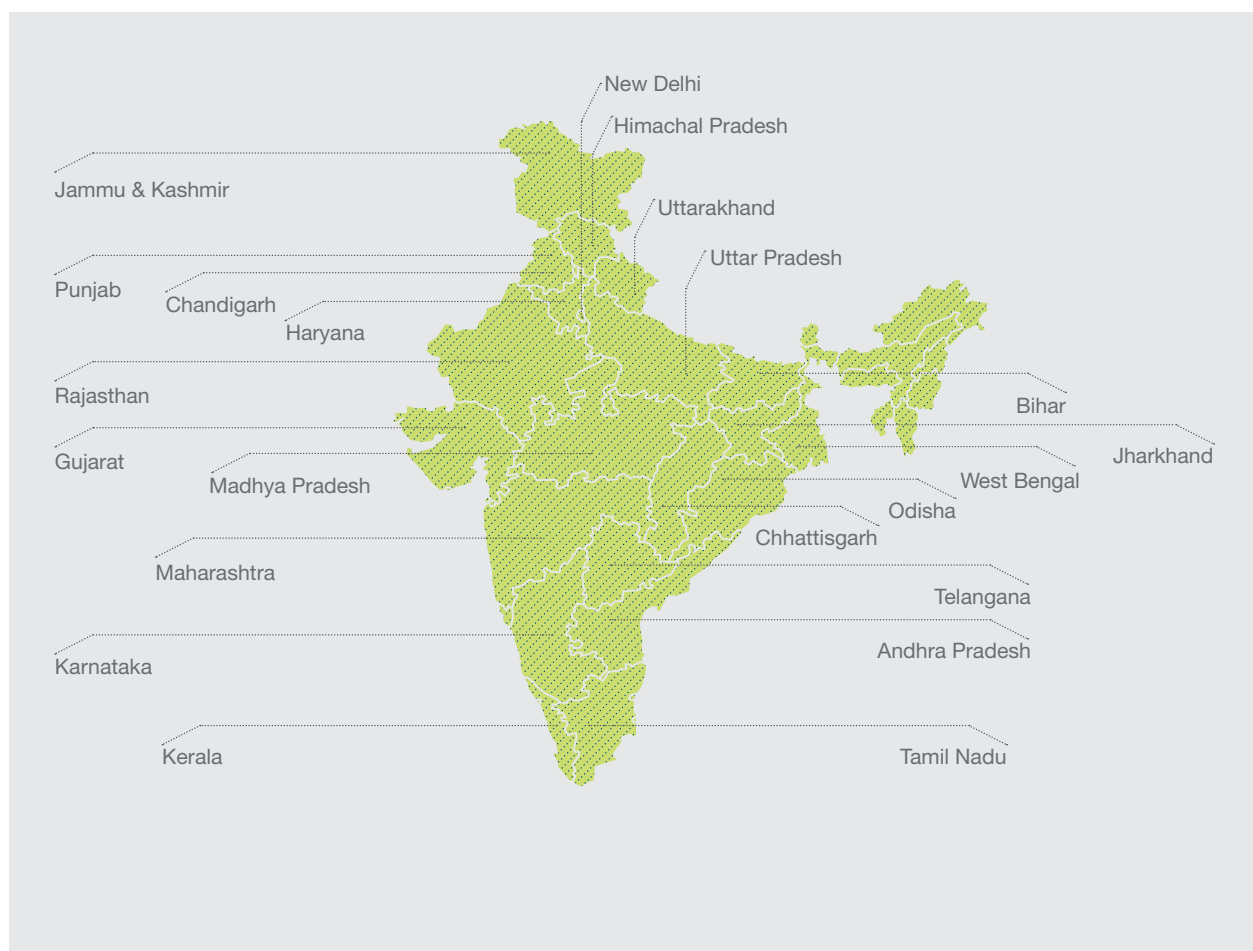 New Delhi
Himachal Pradesh
Jammu & Kashmir
Uttarakhand
Uttar Pradesh
Punjab
Chandigarh
Haryana
Rajasthan
Bihar
Gujarat
Jharkhand
Madhya Pradesh
West Bengal
Odisha
Chhattisgarh
Maharashtra
Telangana
Andhra Pradesh
Karnataka
Kerala
Tamil Nadu